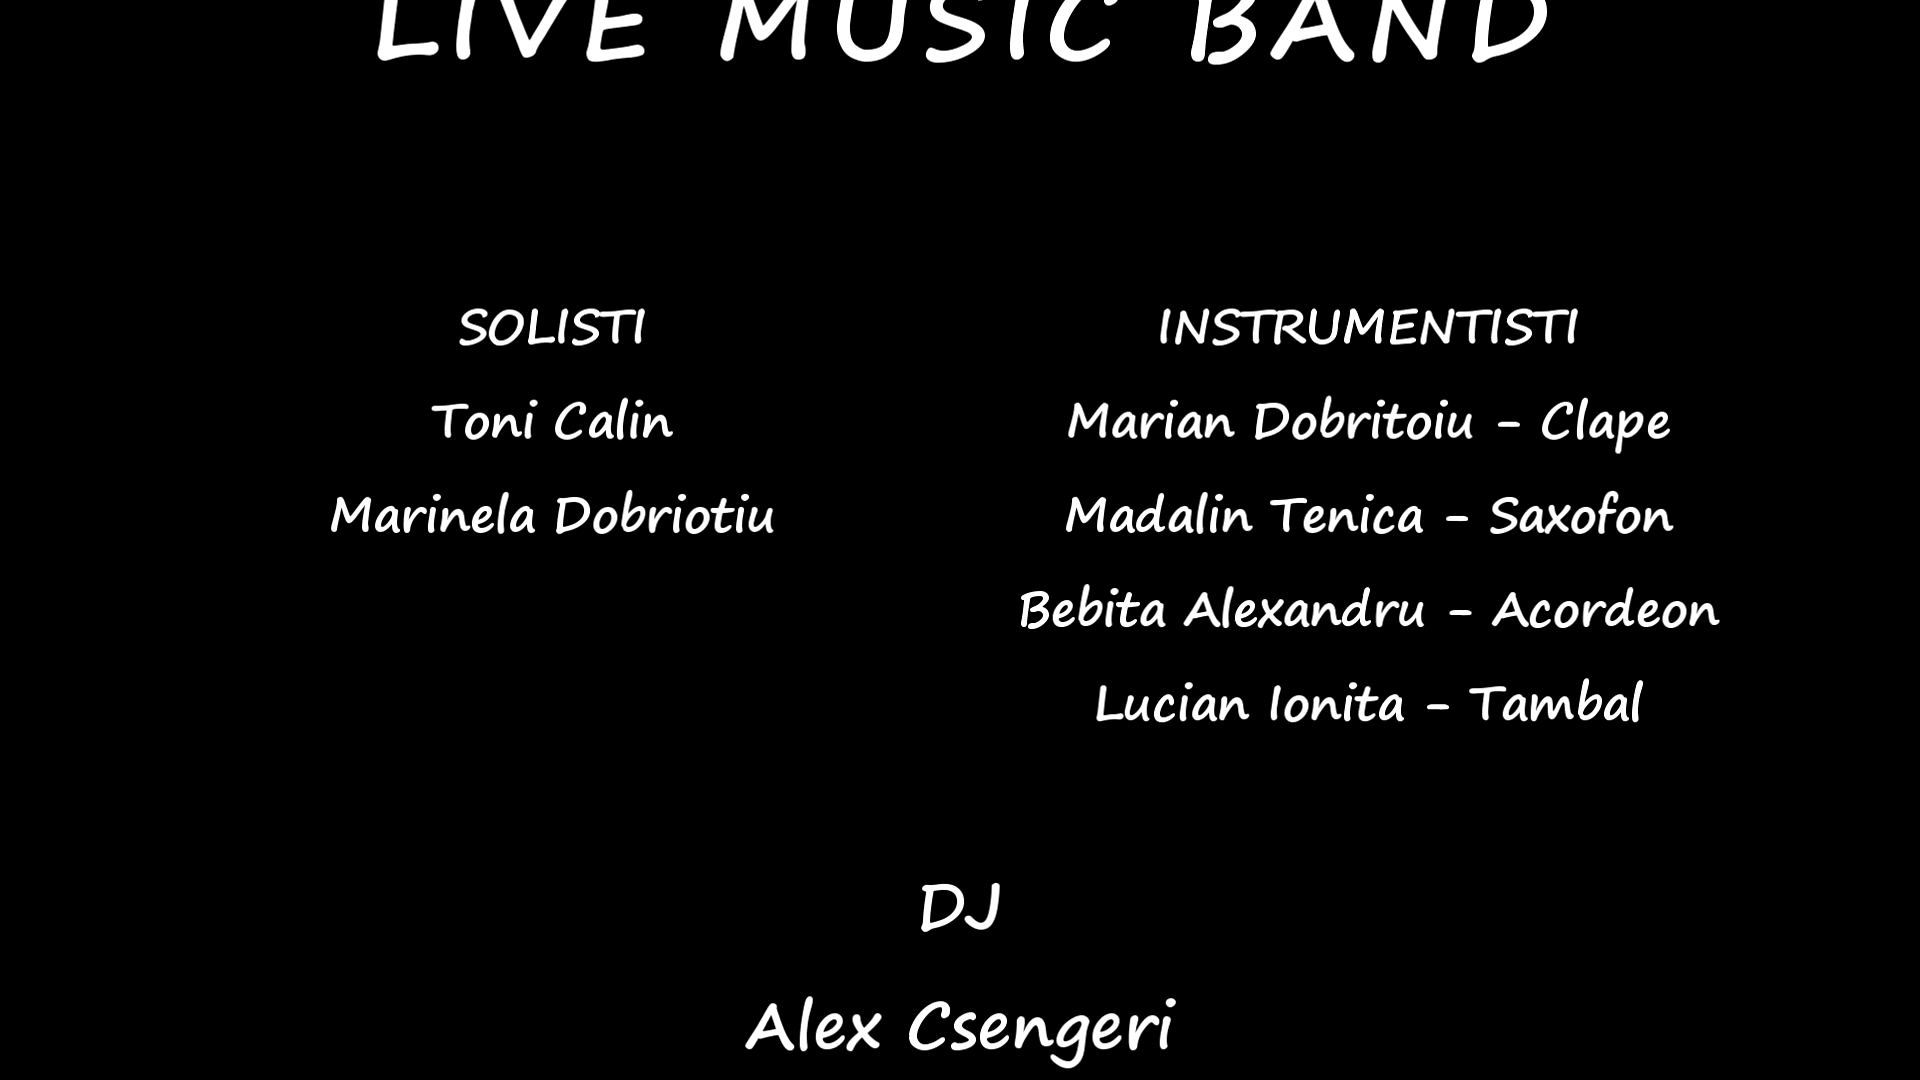 LIVE MUSIC BAND
SOLISTI
Toni Calin
Marinela Dobriotiu
INSTRUMENTISTI
Marian Dobritoiu - Clape
Madalin Tenica - Saxofon
Bebita Alexandru - Acordeon
Lucian Ionita - Tambal
DJ
Alex Csengeri